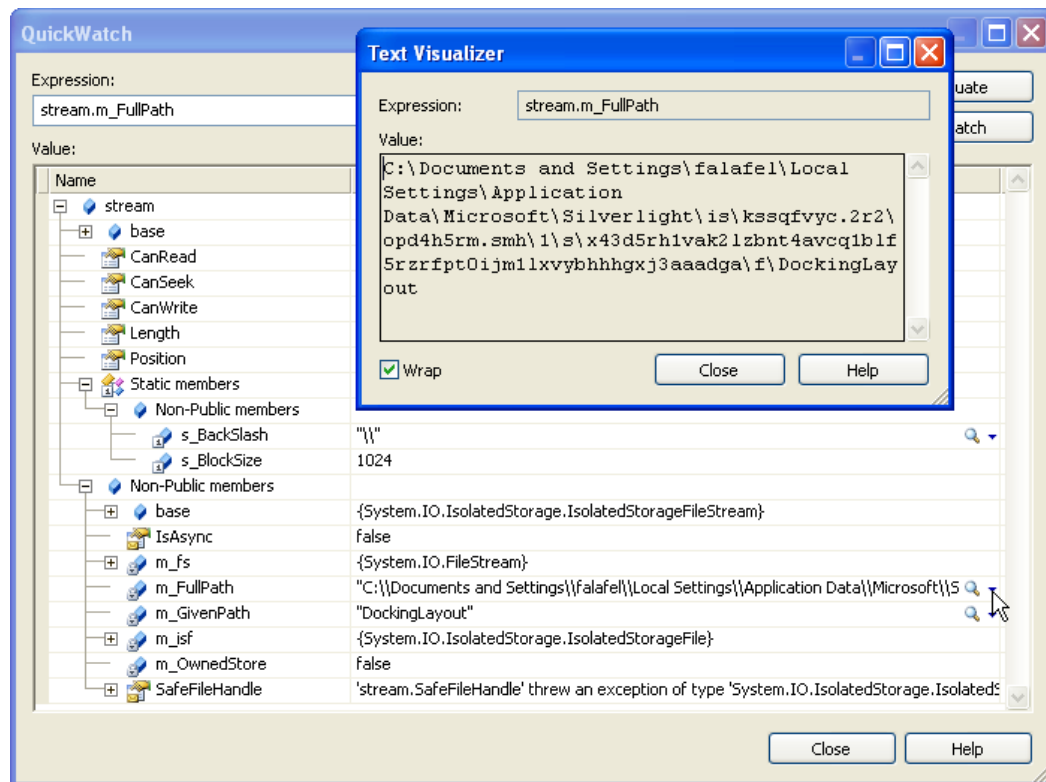 QuickWatch
Text Visualizer
Expression:
uate
stream.m_FullPath
Expression:
stream.m_FullPath
atch
Value:
Value:
C:\Documents and Settings\falafel\Local
Settings\Application
Data\Microsoft\Silverlight\is\kssqfvyc.2r2\
opd4h5rm.smh\1\s\x43d5rh1vak2lzbnt4avcq1blf
5rzrfpt0ijm1lxvybhhhgxj3aaadga\f\DockingLay
out
Wrap
Close
Help
Name
stream
base
CanRead
CanSeek
CanWrite
Length
Position
Static members
Non-Public members
s_BackSlash "\\"
s_BlockSize 1024
Non-Public members
base {System.IO.IsolatedStorage.IsolatedStorageFileStream}
IsAsync false
m_fs {System.IO.FileStream}
m_FullPath "C:\\Documents and Settings\\falafel\\Local Settings\\Application Data\\Microsoft\\S
m_GivenPath "DockingLayout"
m_isf {System.IO.IsolatedStorage.IsolatedStorageFile}
m_OwnedStore false
SafeFileHandle 'stream.SafeFileHandle' threw an exception of type 'System.IO.IsolatedStorage.IsolatedS
Close
Help